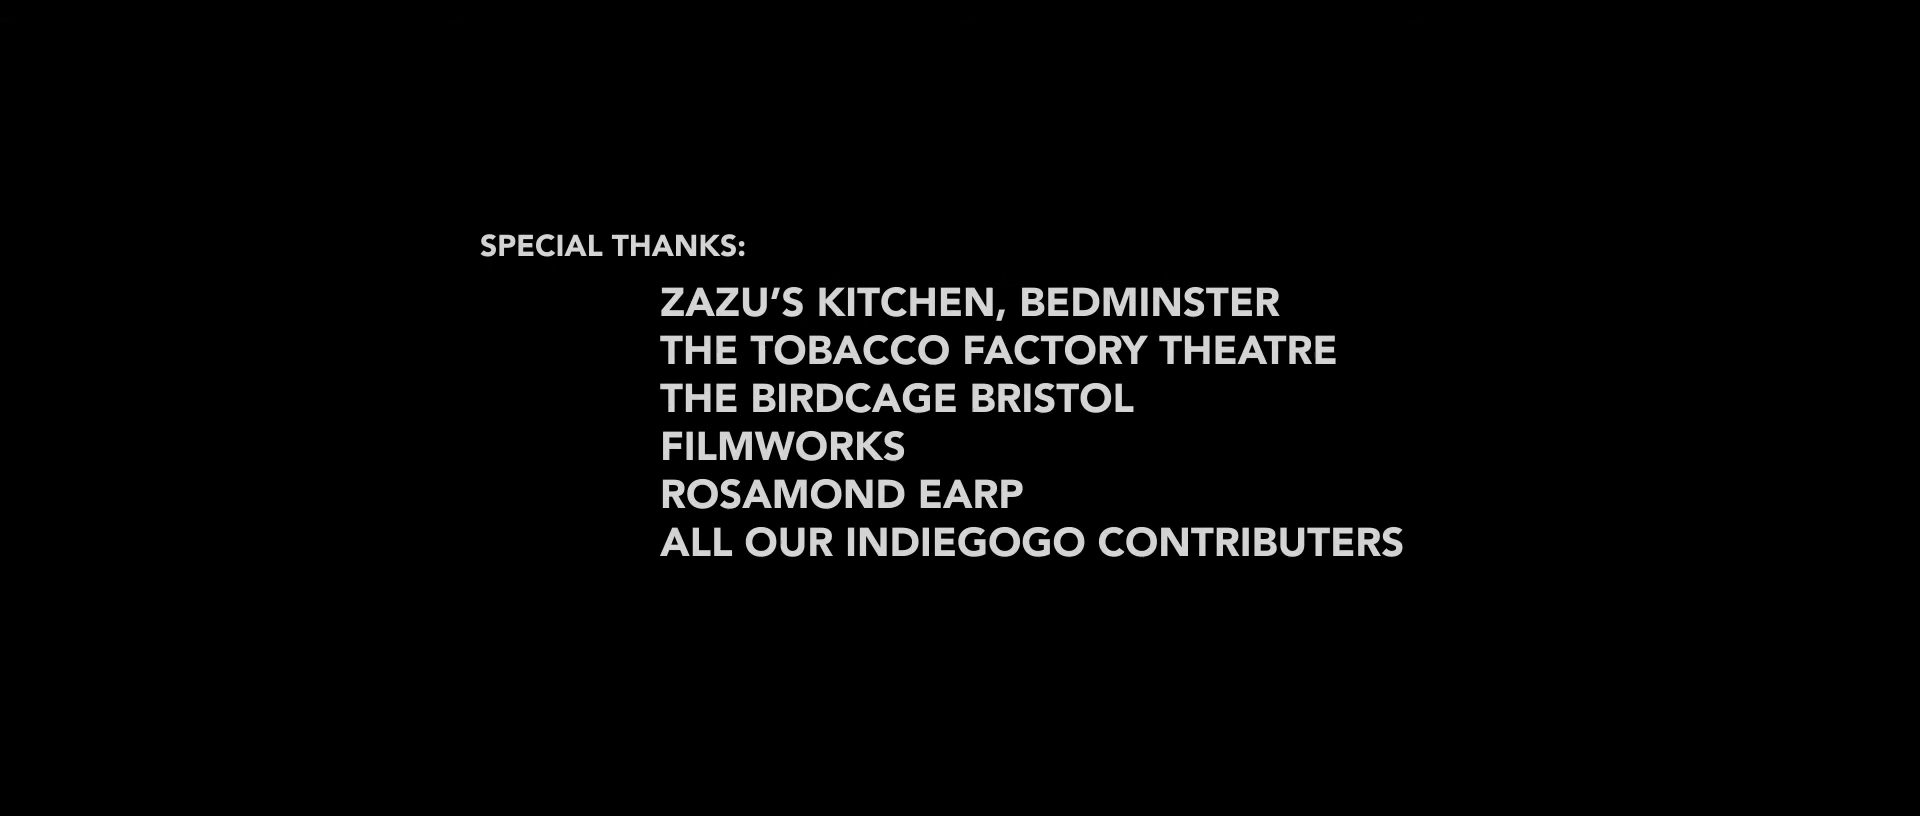 SPECIAL THANKS:
ZAZU’S KITCHEN, BEDMINSTER
THE TOBACCO FACTORY THEATRE
THE BIRDCAGE BRISTOL
FILMWORKS
ROSAMOND EARP
ALL OUR INDIEGOGO CONTRIBUTERS